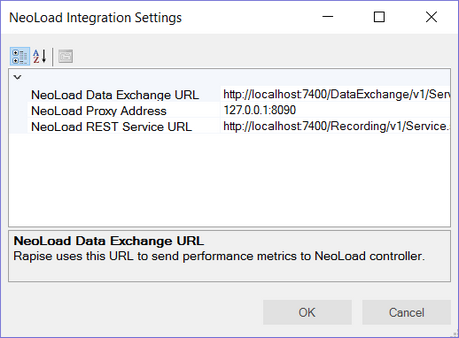 NeoLoad Integration Settings
NeoLoad Data Exchange URL http://localhost:7400/DataExchange/v1/Serv
NeoLoad Proxy Address 127.0.0.1:8090
NeoLoad REST Service URL http://localhost:7400/Recording/v1/Service.
NeoLoad Data Exchange URL
Rapise uses this URL to send performance metrics to NeoLoad controller.
OK Cancel